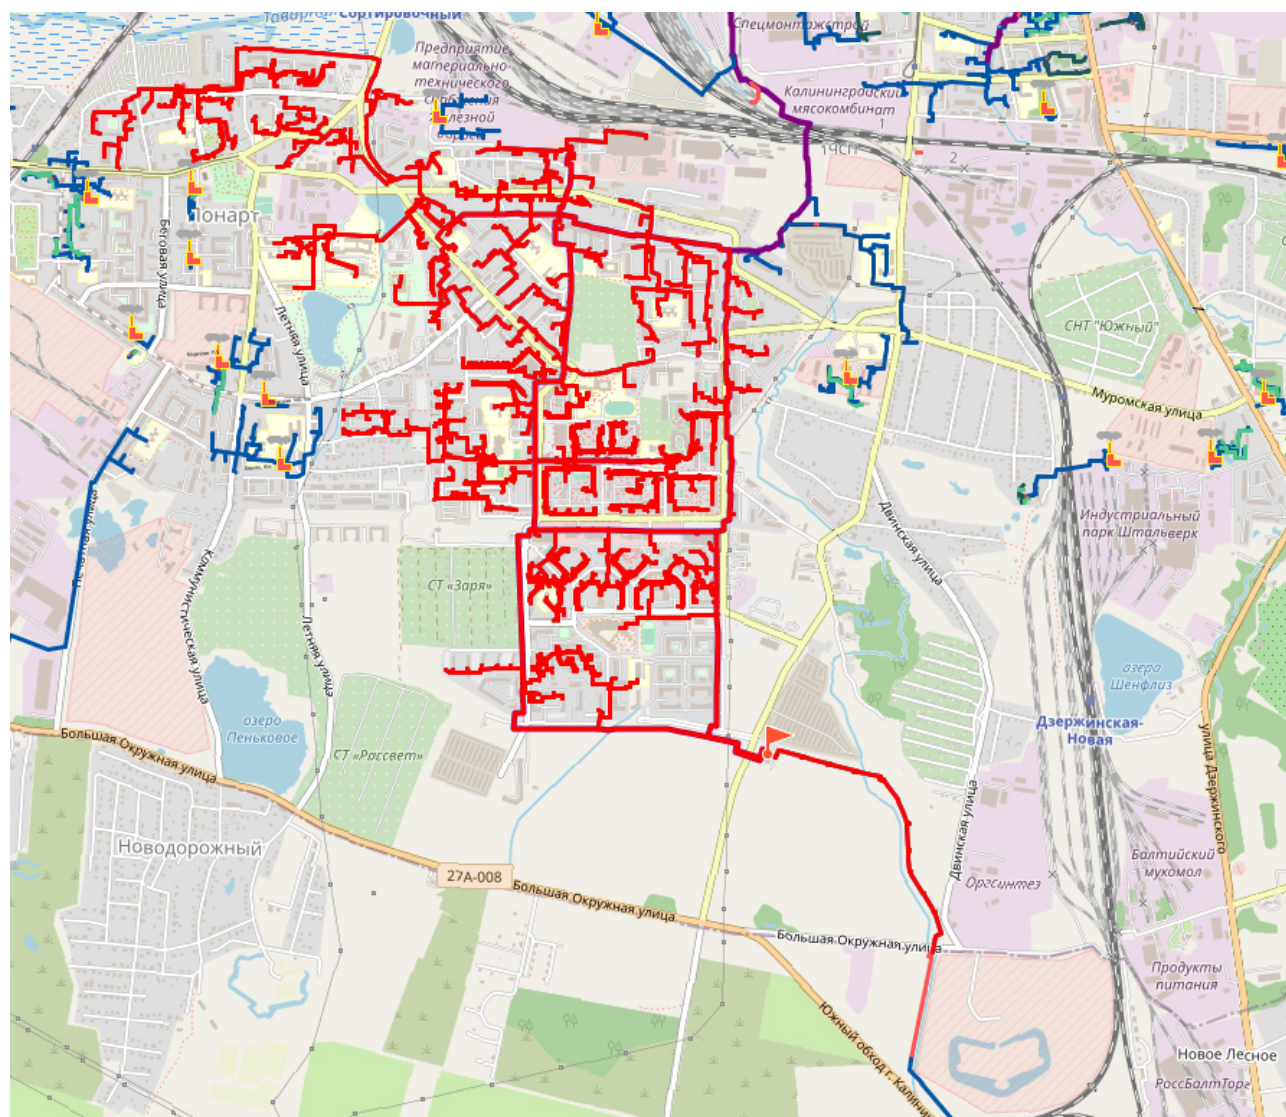 Сортировочный
Спецмонтажстрой
Предприятие
материально-
технического
снабжения
железной
Калининградский
мясокомбинат
1
1ЧСП
2
Понарт
Беговая улица
Летняя улица
СНТ "Южный"
Муромская улица
Индустриальный
парк Штальверк
Двинская улица
Печатная улица
Коммунистическая улица
СТ «Заря»
Летняя улица
озеро
Шенфлиз
Дзержинская-
Новая
улица Дзержинского
озеро
Пеньковое
Большая Окружная улица
СТ «Рассвет»
Двинская улица
Новодорожный
27А-008
Большая Окружная улица
Оргсинтез
Балтийский
мукомол
Большая Окружная улица
Продукты
питания
Южный обход г. Калинин
Новое Лесное
РоссБалтТорг